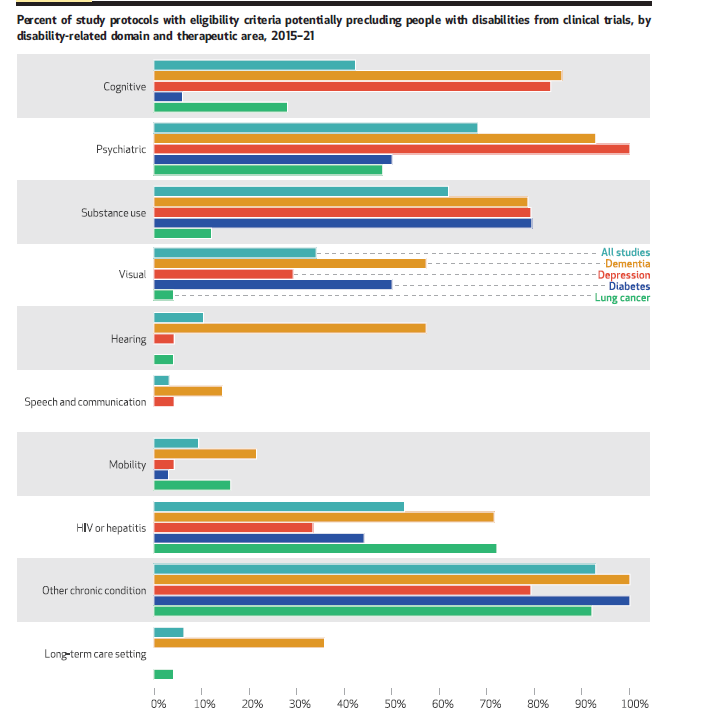 Percent of study protocols with eligibility criteria potentially precluding people with disabilities from clinical trials, by
disability-related domain and therapeutic area, 2015–21
Cognitive
Psychiatric
Substance use
Visual
All studies
Dementia
Depression
Diabetes
Lung cancer
Hearing
Speech and communication
Mobility
HIV or hepatitis
Other chronic condition
Long-term care setting
0% 10% 20% 30% 40% 50% 60% 70% 80% 90% 100%